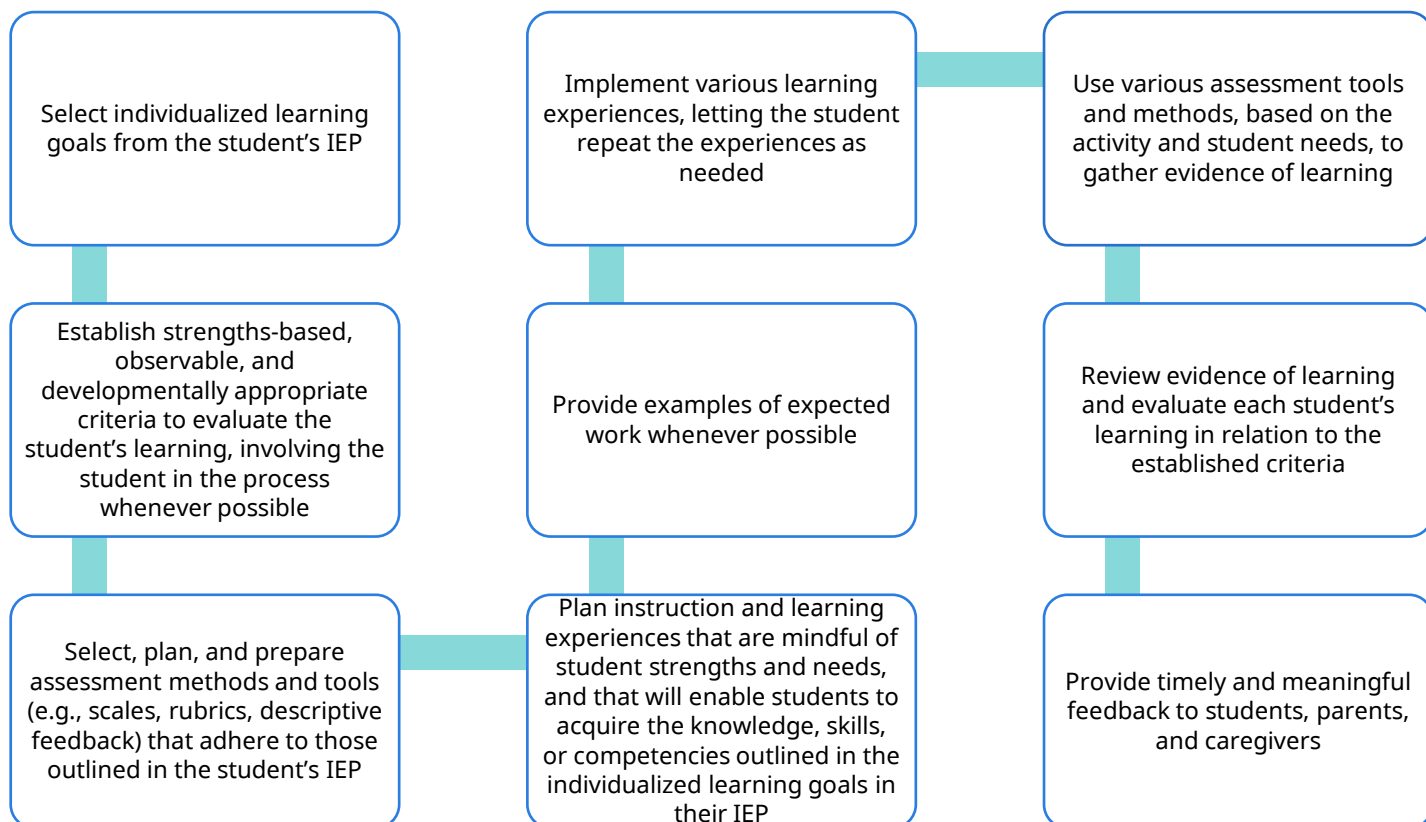 Select individualized learning
goals from the student’s IEP
Establish strengths-based,
observable, and
developmentally appropriate
criteria to evaluate the
student’s learning, involving the
student in the process
whenever possible
Select, plan, and prepare
assessment methods and tools
(e.g., scales, rubrics, descriptive
feedback) that adhere to those
outlined in the student’s IEP
Plan instruction and learning
experiences that are mindful of
student strengths and needs,
and that will enable students to
acquire the knowledge, skills,
or competencies outlined in the
individualized learning goals in
their IEP
Provide examples of expected
work whenever possible
Implement various learning
experiences, letting the student
repeat the experiences as
needed
Use various assessment tools
and methods, based on the
activity and student needs, to
gather evidence of learning
Review evidence of learning
and evaluate each student’s
learning in relation to the
established criteria
Provide timely and meaningful
feedback to students, parents,
and caregivers